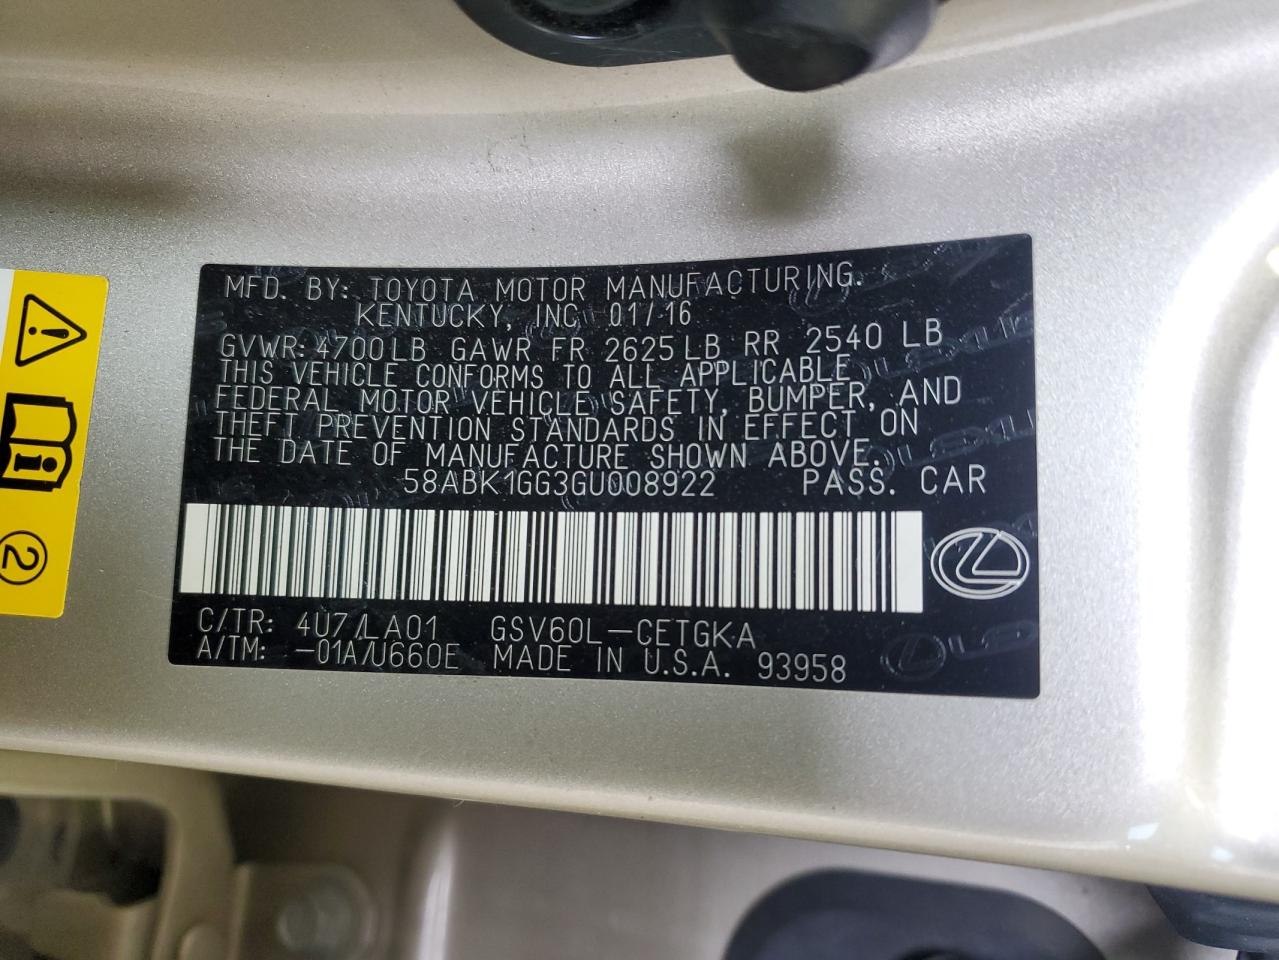 MFD. BY: TOYOTA MOTOR MANUFACTURING.
KENTUCKY, INC 01/16
GVWR: 4700LB GAWR FR 2625LB RR 2540 LB
THIS VEHICLE CONFORMS TO ALL APPLICABLE
FEDERAL MOTOR VEHICLE SAFETY, BUMPER, AND
THEFT PREVENTION STANDARDS IN EFFECT ON
THE DATE OF MANUFACTURE SHOWN ABOVE.
58ABK1GG3GU008922 PASS. CAR
C/TR: 4U7/LA01 GSV60L-CETGKA
A/TM: -01A/U660E MADE IN U.S.A. 93958
2